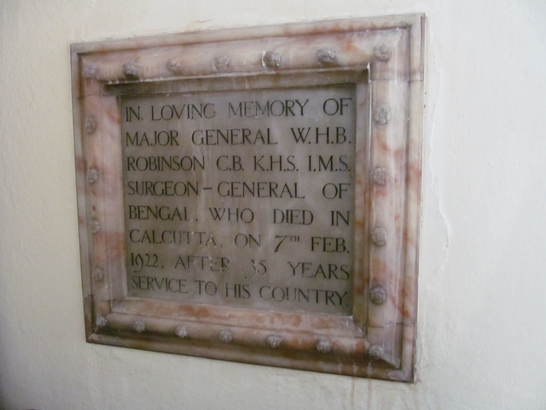 IN LOVING MEMORY OF
MAJOR GENERAL W.H.B.
ROBINSON C.B. K.H.S. I.M.S.
SURGEON-GENERAL OF
BENGAL, WHO DIED IN
CALCUTTA, ON 7TH FEB.
1922, AFTER 35 YEARS
SERVICE TO HIS COUNTRY.